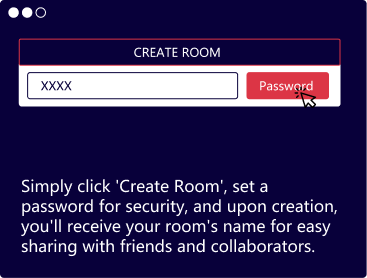 CREATE ROOM
XXXX Password
Simply click 'Create Room', set a
password for security, and upon creation,
you'll receive your room's name for easy
sharing with friends and collaborators.